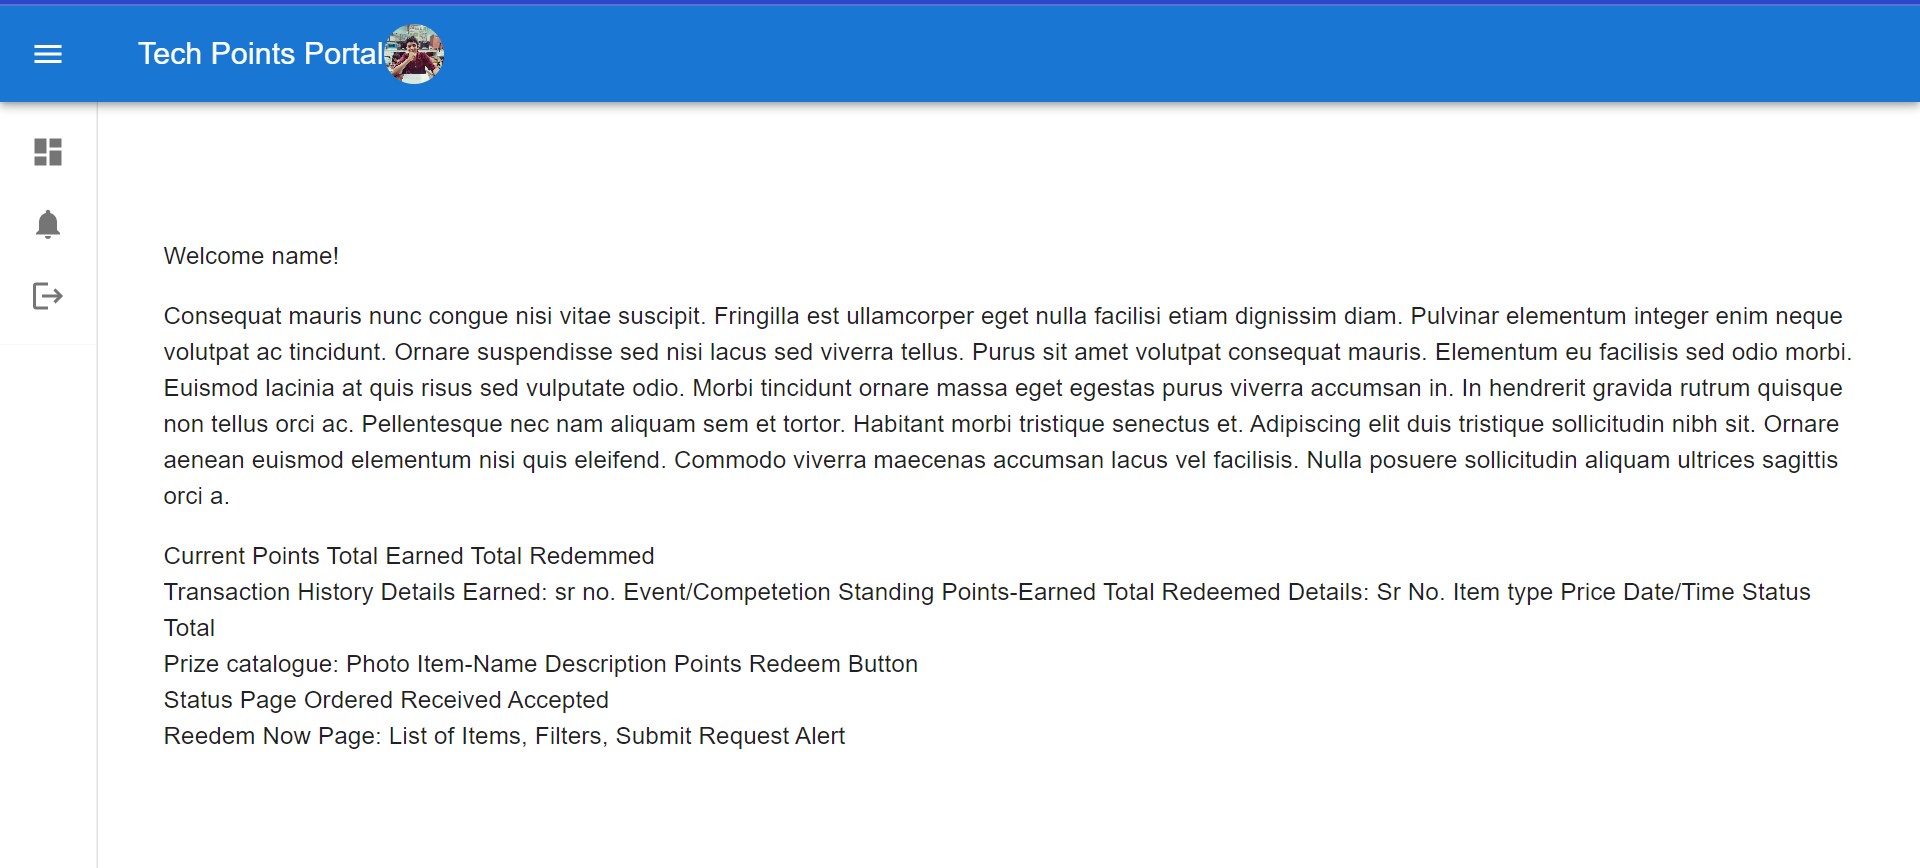 Tech Points Portal
Welcome name!
Consequat mauris nunc congue nisi vitae suscipit. Fringilla est ullamcorper eget nulla facilisi etiam dignissim diam. Pulvinar elementum integer enim neque
volutpat ac tincidunt. Ornare suspendisse sed nisi lacus sed viverra tellus. Purus sit amet volutpat consequat mauris. Elementum eu facilisis sed odio morbi.
Euismod lacinia at quis risus sed vulputate odio. Morbi tincidunt ornare massa eget egestas purus viverra accumsan in. In hendrerit gravida rutrum quisque
non tellus orci ac. Pellentesque nec nam aliquam sem et tortor. Habitant morbi tristique senectus et. Adipiscing elit duis tristique sollicitudin nibh sit. Ornare
aenean euismod elementum nisi quis eleifend. Commodo viverra maecenas accumsan lacus vel facilisis. Nulla posuere sollicitudin aliquam ultrices sagittis
orci a.
Current Points Total Earned Total Redemmed
Transaction History Details Earned: sr no. Event/Competetion Standing Points-Earned Total Redeemed Details: Sr No. Item type Price Date/Time Status
Total
Prize catalogue: Photo Item-Name Description Points Redeem Button
Status Page Ordered Received Accepted
Reedem Now Page: List of Items, Filters, Submit Request Alert